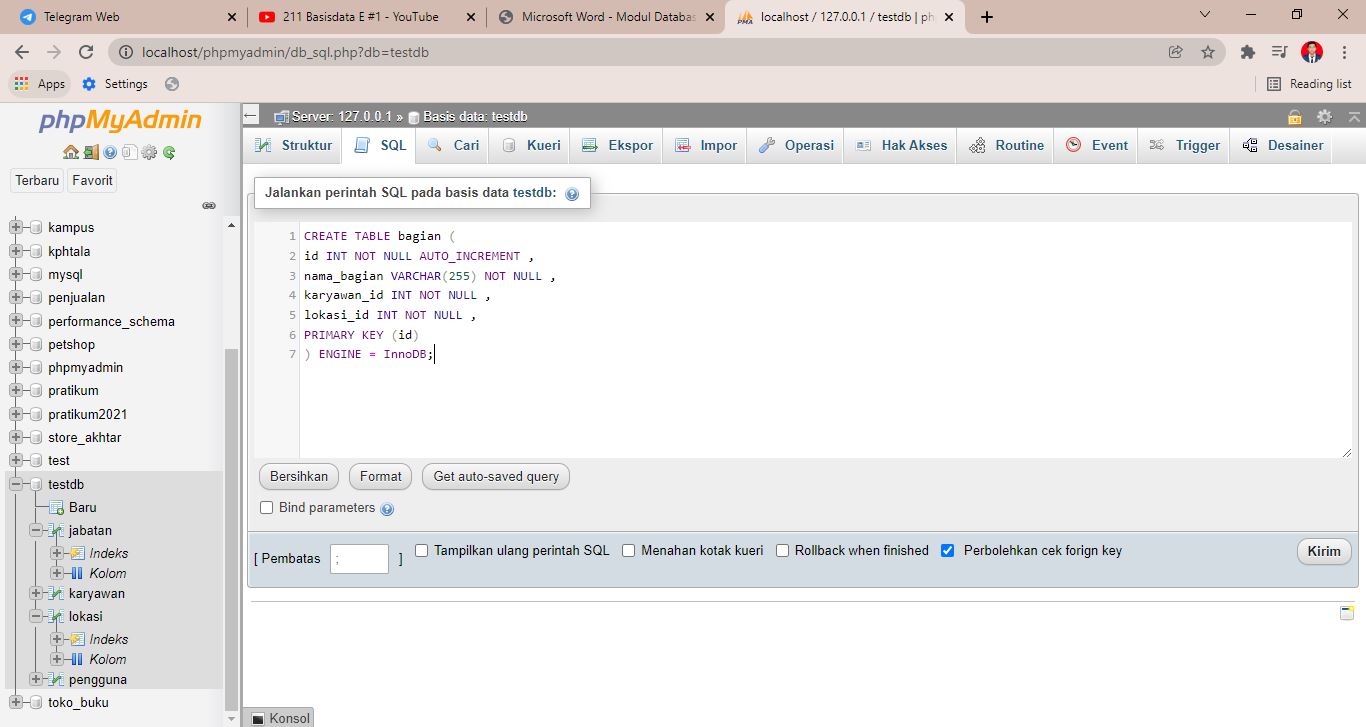 Telegram Web
211 Basisdata E #1 - YouTube
Microsoft Word - Modul Databas
localhost / 127.0.0.1 / testdb | ph
localhost/phpmyadmin/db_sql.php?db=testdb
Apps
Settings
Reading list
phpMyAdmin
Terbaru
Favorit
kampus
kphtala
mysql
penjualan
performance_schema
petshop
phpmyadmin
pratikum
pratikum2021
store_akhtar
test
testdb
Baru
jabatan
Indeks
Kolom
karyawan
lokasi
Indeks
Kolom
pengguna
toko_buku
Server: 127.0.0.1 » Basis data: testdb
Struktur
SQL
Cari
Kueri
Ekspor
Impor
Operasi
Hak Akses
Routine
Event
Trigger
Desainer
Jalankan perintah SQL pada basis data testdb:
1 CREATE TABLE bagian (
2 id INT NOT NULL AUTO_INCREMENT ,
3 nama_bagian VARCHAR(255) NOT NULL ,
4 karyawan_id INT NOT NULL ,
5 lokasi_id INT NOT NULL ,
6 PRIMARY KEY (id)
7 ) ENGINE = InnoDB;
Bersihkan
Format
Get auto-saved query
Bind parameters
[ Pembatas ; ]
Tampilkan ulang perintah SQL
Menahan kotak kueri
Rollback when finished
Perbolehkan cek forign key
Kirim
Konsol